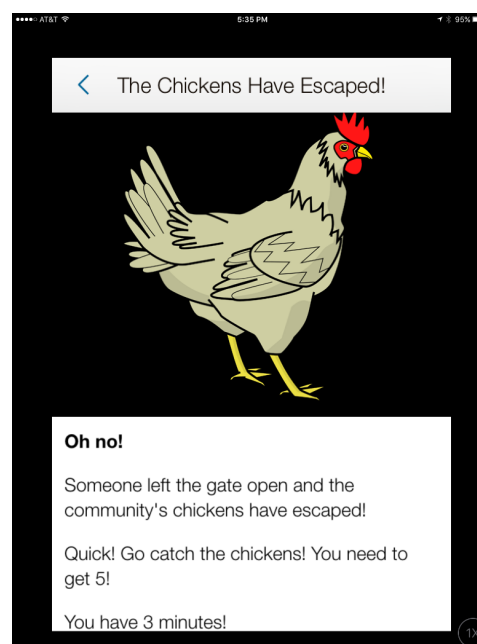 AT&T 5:35 PM 95%
The Chickens Have Escaped!
Oh no!
Someone left the gate open and the
community's chickens have escaped!
Quick! Go catch the chickens! You need to
get 5!
You have 3 minutes!
1X